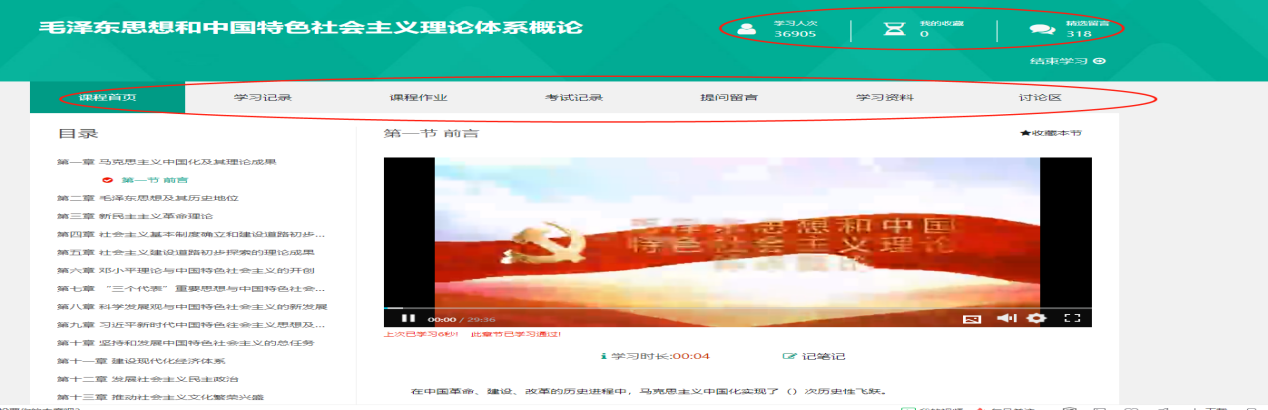 毛泽东思想和中国特色社会主义理论体系概论
学习人次
36905
我的收藏
0
精选留言
318
结束学习
课程首页 学习记录 课程作业 考试记录 提问留言 学习资料 讨论区
目录
第一章 马克思主义中国化及其理论成果
第一节 前言
第二章 毛泽东思想及其历史地位
第三章 新民主主义革命理论
第四章 社会主义基本制度确立和建设道路初步...
第五章 社会主义建设道路初步探索的理论成果
第六章 邓小平理论与中国特色社会主义的开创
第七章 “三个代表”重要思想与中国特色社会...
第八章 科学发展观与中国特色社会主义的新发展
第九章 习近平新时代中国特色社会主义思想及...
第十章 坚持和发展中国特色社会主义的总任务
第十一章 建设现代化经济体系
第十二章 发展社会主义民主政治
第十三章 推动社会主义文化繁荣兴盛
第一节 前言
★收藏本节
毛泽东思想和中国
特色社会主义理论
00:00 / 29:36
上次已学习6秒! 此章节已学习通过!
学习时长:00:04
记笔记
在中国革命、建设、改革的历史进程中，马克思主义中国化实现了（）次历史性飞跃。